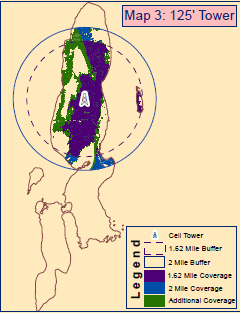 Map 3: 125' Tower
A
Legend
A Cell Tower
1.62 Mile Buffer
2 Mile Buffer
1.62 Mile Coverage
2 Mile Coverage
Additional Coverage